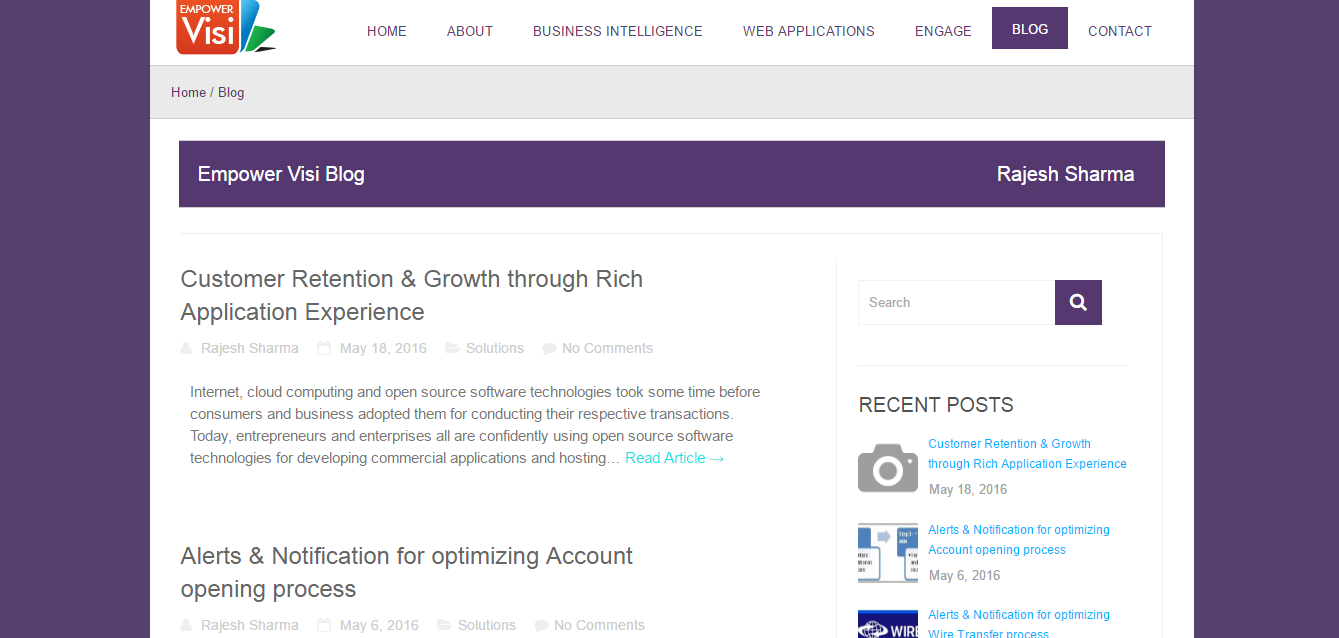 EMPOWER
Visi
HOME ABOUT BUSINESS INTELLIGENCE WEB APPLICATIONS ENGAGE BLOG CONTACT
Home / Blog
Empower Visi Blog
Rajesh Sharma
Customer Retention & Growth through Rich
Application Experience
Rajesh Sharma May 18, 2016 Solutions No Comments
Internet, cloud computing and open source software technologies took some time before
consumers and business adopted them for conducting their respective transactions.
Today, entrepreneurs and enterprises all are confidently using open source software
technologies for developing commercial applications and hosting… Read Article →
Alerts & Notification for optimizing Account
opening process
Rajesh Sharma May 6, 2016 Solutions No Comments
Search
RECENT POSTS
Customer Retention & Growth
through Rich Application Experience
May 18, 2016
Alerts & Notification for optimizing
Account opening process
May 6, 2016
WIRE
Alerts & Notification for optimizing
Wire Transfer process